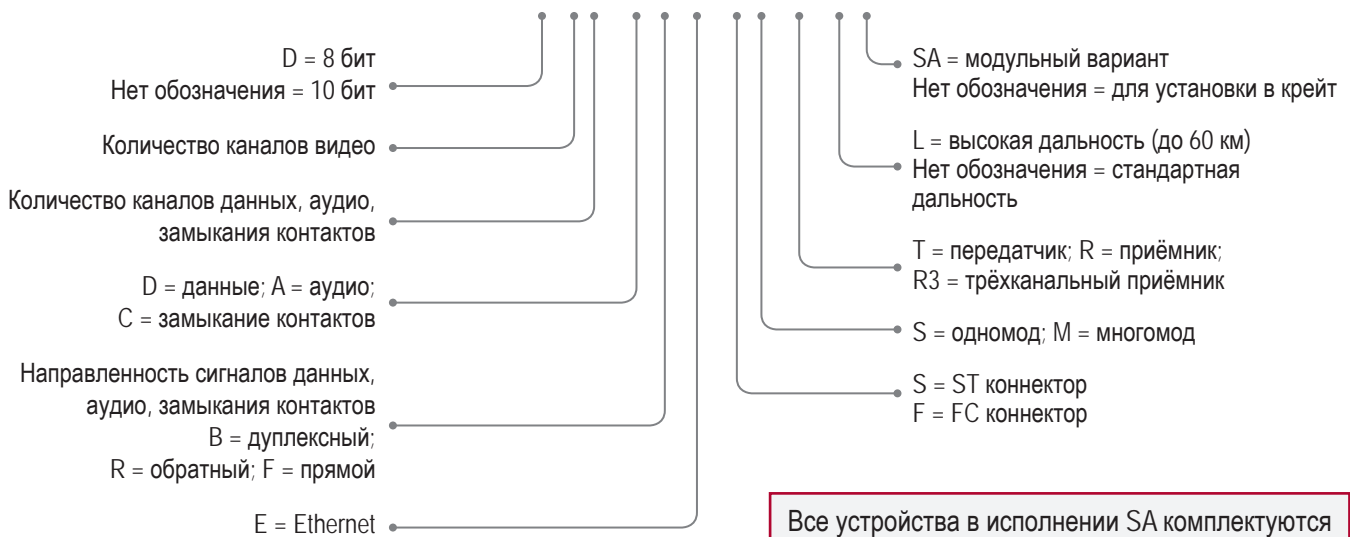 D = 8 бит
Нет обозначения = 10 бит
Количество каналов видео
Количество каналов данных, аудио,
замыкания контактов
D = данные; A = аудио;
C = замыкание контактов
Направленность сигналов данных,
аудио, замыкания контактов
B = дуплексный;
R = обратный; F = прямой
E = Ethernet
SA = модульный вариант
Нет обозначения = для установки в крейт
L = высокая дальность (до 60 км)
Нет обозначения = стандартная
дальность
T = передатчик; R = приёмник;
R3 = трёхканальный приёмник
S = одномод; M = многомод
S = ST коннектор
F = FC коннектор
Все устройства в исполнении SA комплектуются